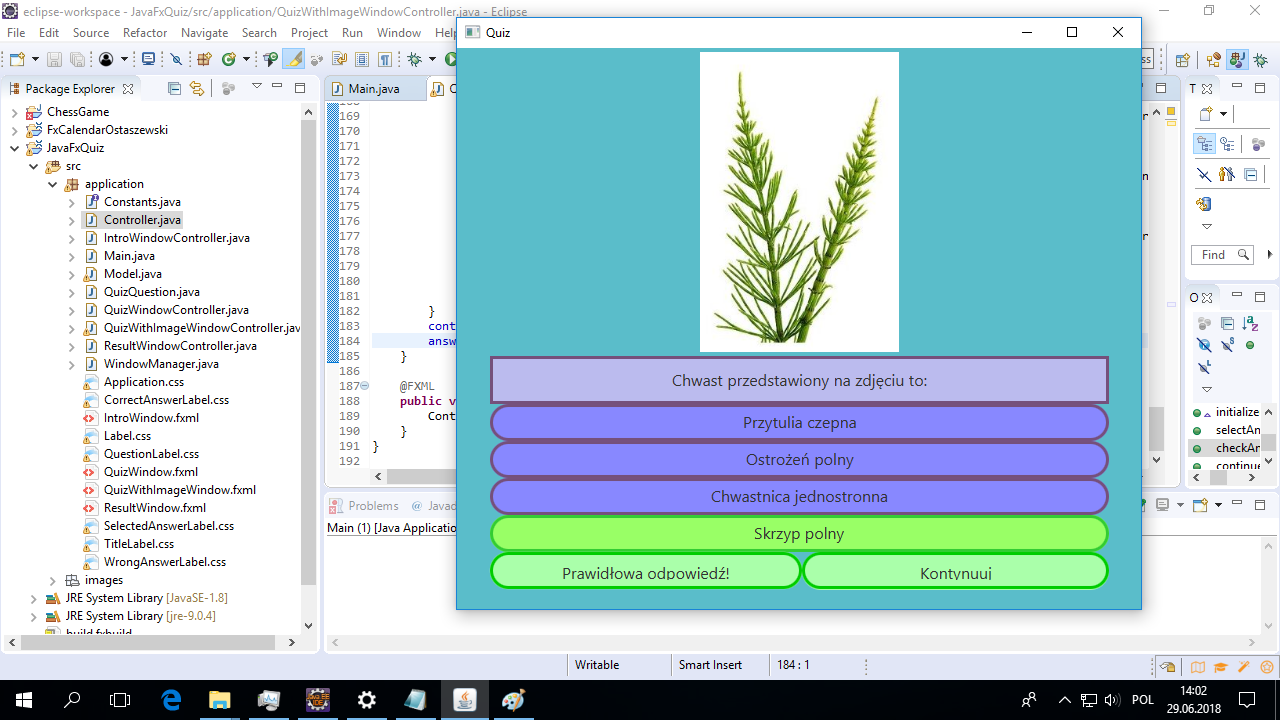 eclipse-workspace - JavaFxQuiz/src/application/QuizWithImageWindowController.java - Eclipse
File Edit Source Refactor Navigate Search Project Run Window
Package Explorer
ChessGame
FxCalendarOstaszewski
JavaFxQuiz
src
application
Constants.java
Controller.java
IntroWindowController.java
Main.java
Model.java
QuizQuestion.java
QuizWindowController.java
QuizWithImageWindowController.jav
ResultWindowController.java
WindowManager.java
Application.css
CorrectAnswerLabel.css
IntroWindow.fxml
Label.css
QuestionLabel.css
QuizWindow.fxml
QuizWithImageWindow.fxml
ResultWindow.fxml
SelectedAnswerLabel.css
TitleLabel.css
WrongAnswerLabel.css
images
JRE System Library [JavaSE-1.8]
JRE System Library [jre-9.0.4]
build.fxbuild
Main.java
169
170
171
172
173
174
175
176
177
178
179
180
181
182 }
183 cont
184 answ
185 }
186
187 @FXML
188 public v
189 Cont
190 }
191 }
192
Problems @ Javad
Main (1) [Java Applicatio
Quiz
Chwast przedstawiony na zdjęciu to:
Przytulia czepna
Ostrożeń polny
Chwastnica jednostronna
Skrzyp polny
Prawidłowa odpowiedź!
Kontynuuj
T
Find
O
initialize
selectAn
checkAn
continue
Writable
Smart Insert
184 : 1
POL
14:02
29.06.2018